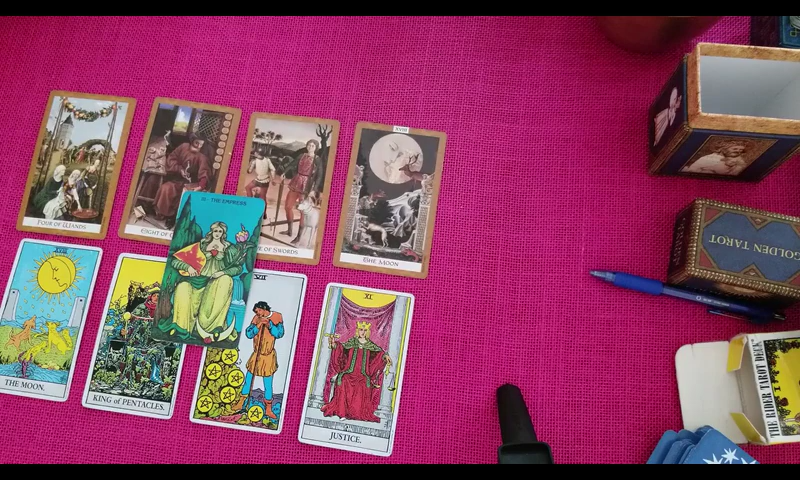 FOUR OF WANDS
EIGHT OF
OF SWORDS
XVIII
THE MOON
III - THE EMPRESS
XVIII
THE MOON.
KING of PENTACLES.
VII
XI
JUSTICE.
GOLDEN TAROT
THE RIDER TAROT DECK